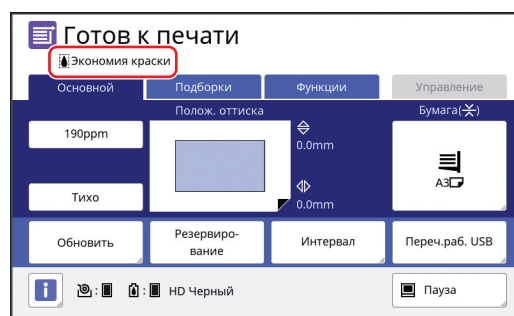 Готов к печати
Экономия краски
Основной
Подборки
Функции
Управление
Полож. оттиска
Бумага( )
190ppm
0.0mm
A3
Тихо
0.0mm
Обновить
Резервиро-
вание
Интервал
Переч.раб. USB
i
: : HD Черный
Пауза